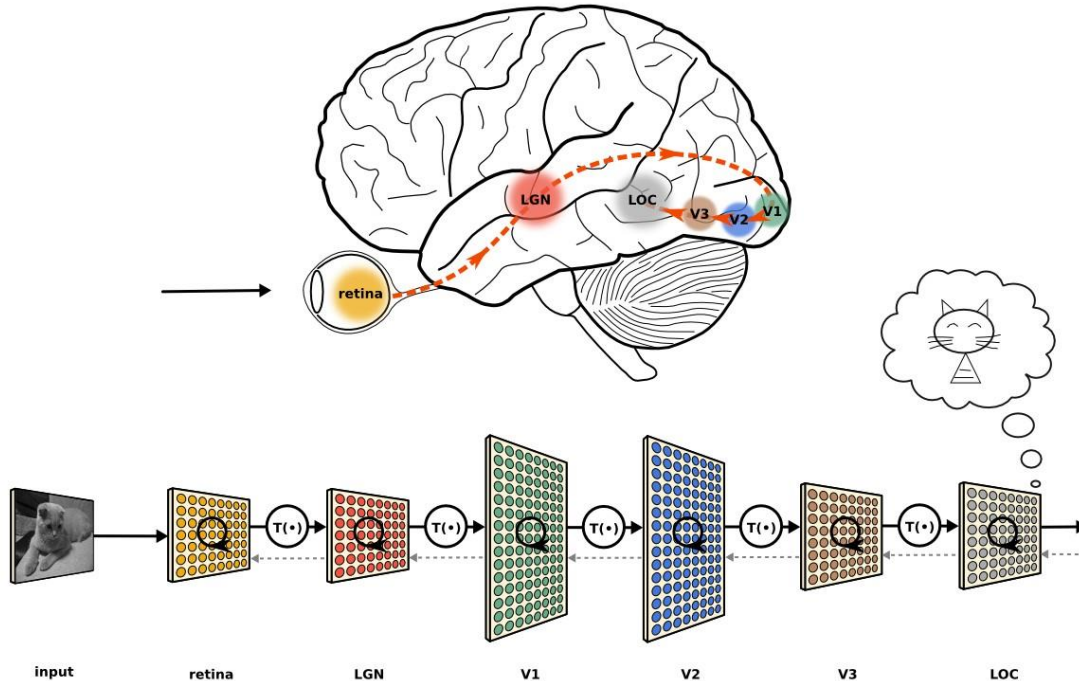 LGN
LOC
V3
V2
V1
retina
T(•)
T(•)
T(•)
T(•)
T(•)
input
retina
LGN
V1
V2
V3
LOC